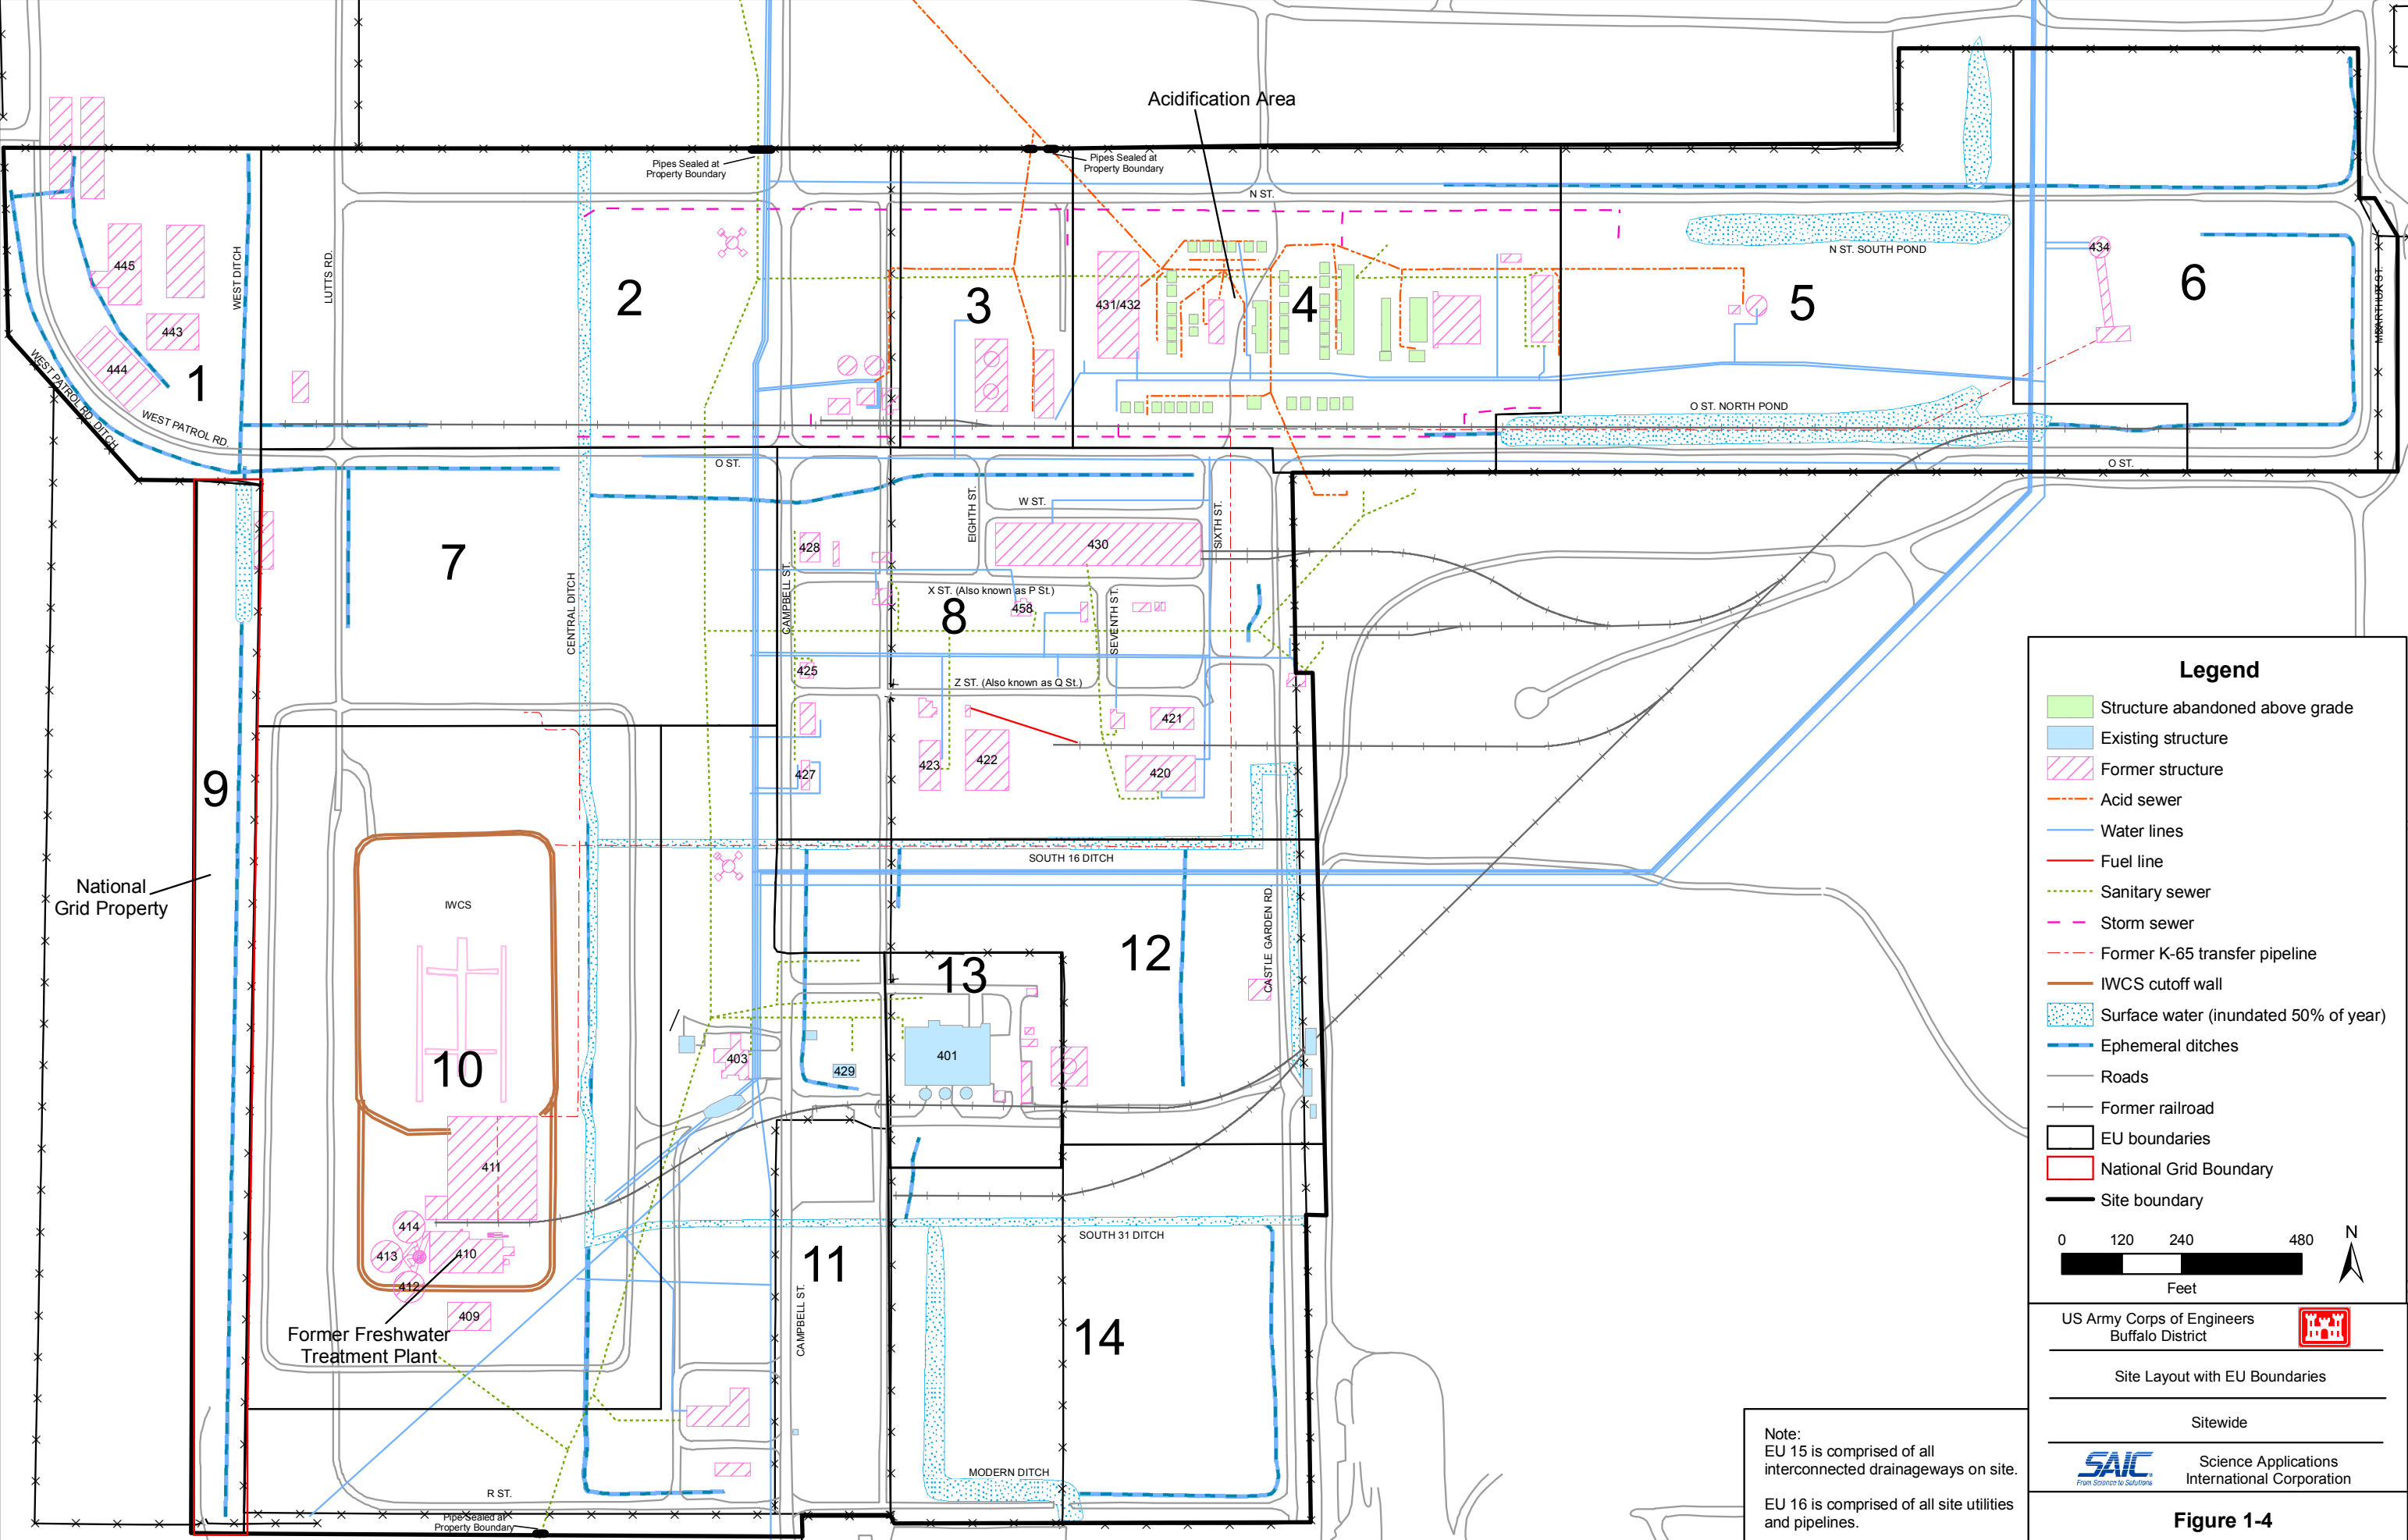 Acidification Area
Pipes Sealed at
Property Boundary
Pipes Sealed at
Property Boundary
N ST.
N ST. SOUTH POND
434
445
WEST DITCH
LUTTS RD.
2
3
431/432
4
5
6
443
444
1
WEST PATROL RD. DITCH
WEST PATROL RD.
O ST. NORTH POND
O ST.
O ST.
EIGHTH ST.
W ST.
SIXTH ST.
7
CENTRAL DITCH
CAMPBELL ST.
428
430
X ST. (Also known as P St.)
458
8
SEVENTH ST.
425
Z ST. (Also known as Q St.)
421
9
427
423
422
420
SOUTH 16 DITCH
National
Grid Property
IWCS
CASTLE GARDEN RD.
12
13
10
403
429
401
411
414
413
410
412
409
SOUTH 31 DITCH
11
CAMPBELL ST.
14
Former Freshwater
Treatment Plant
MODERN DITCH
R ST.
Pipe Sealed at
Property Boundary
Legend
Structure abandoned above grade
Existing structure
Former structure
Acid sewer
Water lines
Fuel line
Sanitary sewer
Storm sewer
Former K-65 transfer pipeline
IWCS cutoff wall
Surface water (inundated 50% of year)
Ephemeral ditches
Roads
Former railroad
EU boundaries
National Grid Boundary
Site boundary
0 120 240 480
Feet
N
US Army Corps of Engineers
Buffalo District
Site Layout with EU Boundaries
Sitewide
SAIC
From Science to Solutions
Science Applications
International Corporation
Figure 1-4
Note:
EU 15 is comprised of all
interconnected drainageways on site.
EU 16 is comprised of all site utilities
and pipelines.